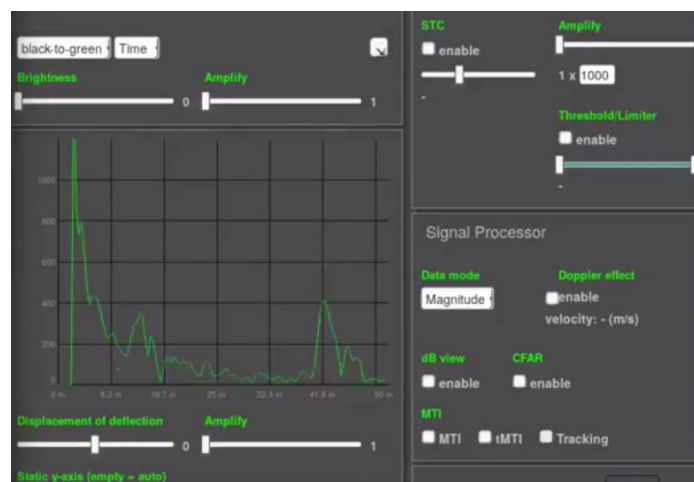 black-to-green Time
Brightness Amplify
0 1
1000
800
600
400
200
0
0 m 8.3 m 16.7 m 25 m 33.3 m 41.8 m 50 m
Displacement of deflection Amplify
0 1
Static y-axis (empty = auto)
STC Amplify
enable
1 x 1000
-
Threshold/Limiter
enable
-
Signal Processor
Data mode Doppler effect
Magnitude enable
velocity: - (m/s)
dB view CFAR
enable enable
MTI
MTI tMTI Tracking